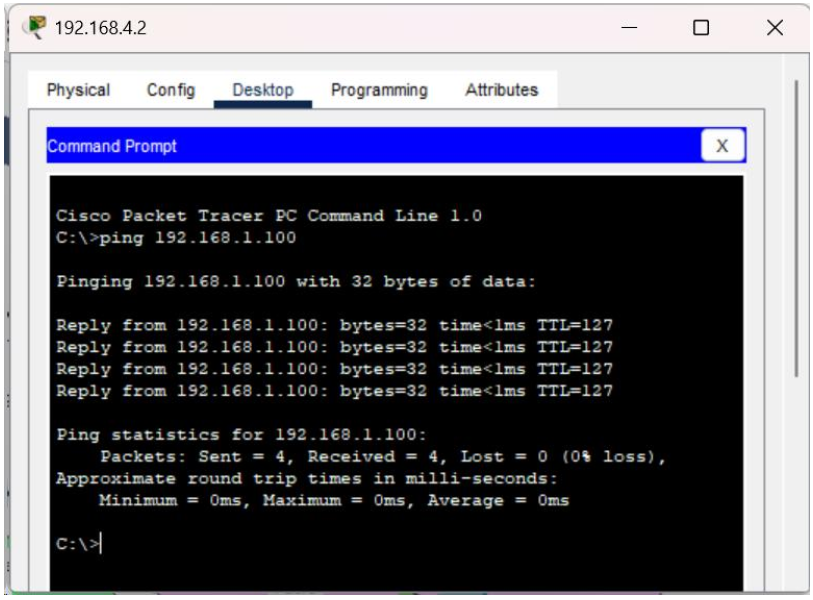 192.168.4.2
Physical Config Desktop Programming Attributes
Command Prompt X
Cisco Packet Tracer PC Command Line 1.0
C:\>ping 192.168.1.100
Pinging 192.168.1.100 with 32 bytes of data:
Reply from 192.168.1.100: bytes=32 time<1ms TTL=127
Reply from 192.168.1.100: bytes=32 time<1ms TTL=127
Reply from 192.168.1.100: bytes=32 time<1ms TTL=127
Reply from 192.168.1.100: bytes=32 time<1ms TTL=127
Ping statistics for 192.168.1.100:
Packets: Sent = 4, Received = 4, Lost = 0 (0% loss),
Approximate round trip times in milli-seconds:
Minimum = 0ms, Maximum = 0ms, Average = 0ms
C:\>